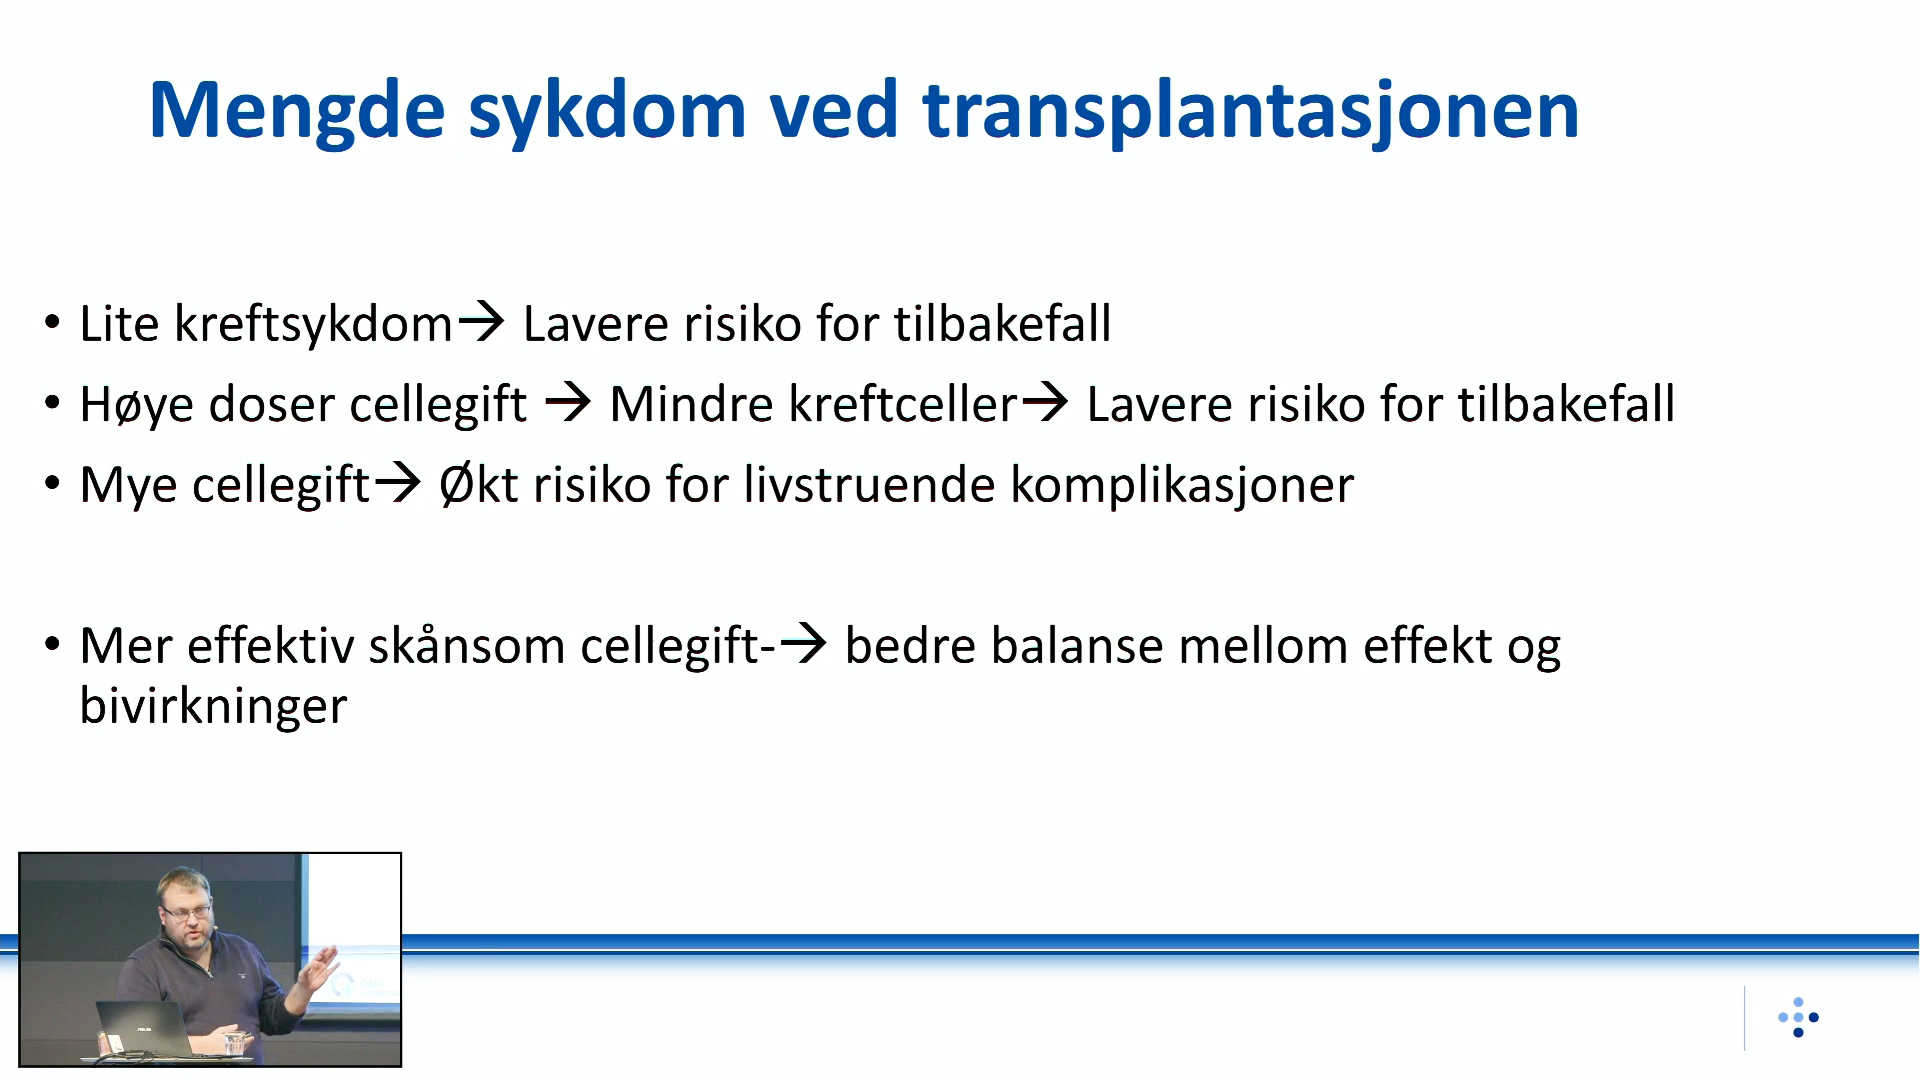 Mengde sykdom ved transplantasjonen
• Lite kreftsykdom→ Lavere risiko for tilbakefall
• Høye doser cellegift → Mindre kreftceller→ Lavere risiko for tilbakefall
• Mye cellegift→ Økt risiko for livstruende komplikasjoner
• Mer effektiv skånsom cellegift-→ bedre balanse mellom effekt og
bivirkninger
ASUS